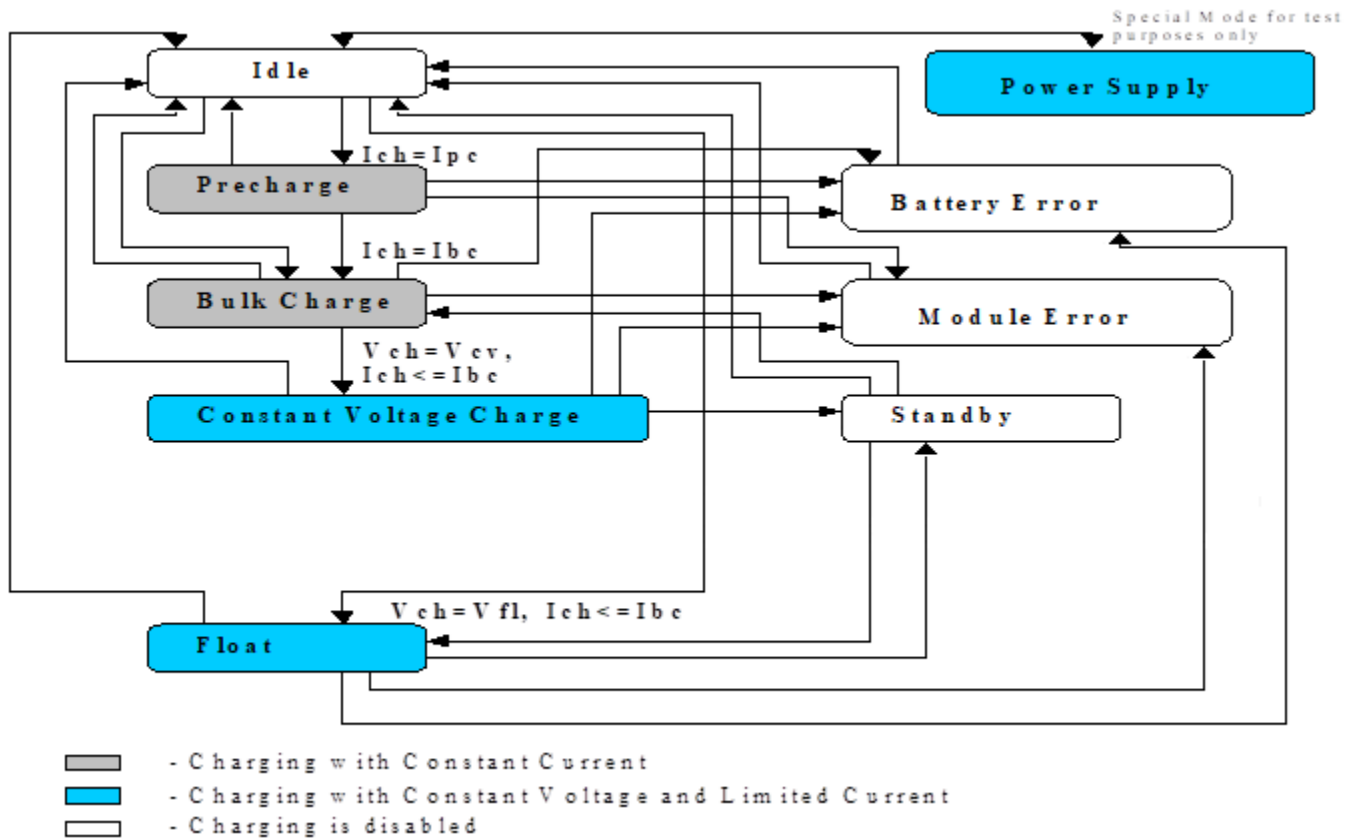 Special Mode for test
purposes only
Idle
Power Supply
Ich=Ipc
Precharge
Battery Error
Ich=Ibc
Bulk Charge
Module Error
Vch=Vcv,
Ich<=Ibc
Constant Voltage Charge
Standby
Vch=Vfl, Ich<=Ibc
Float
- Charging with Constant Current
- Charging with Constant Voltage and Limited Current
- Charging is disabled